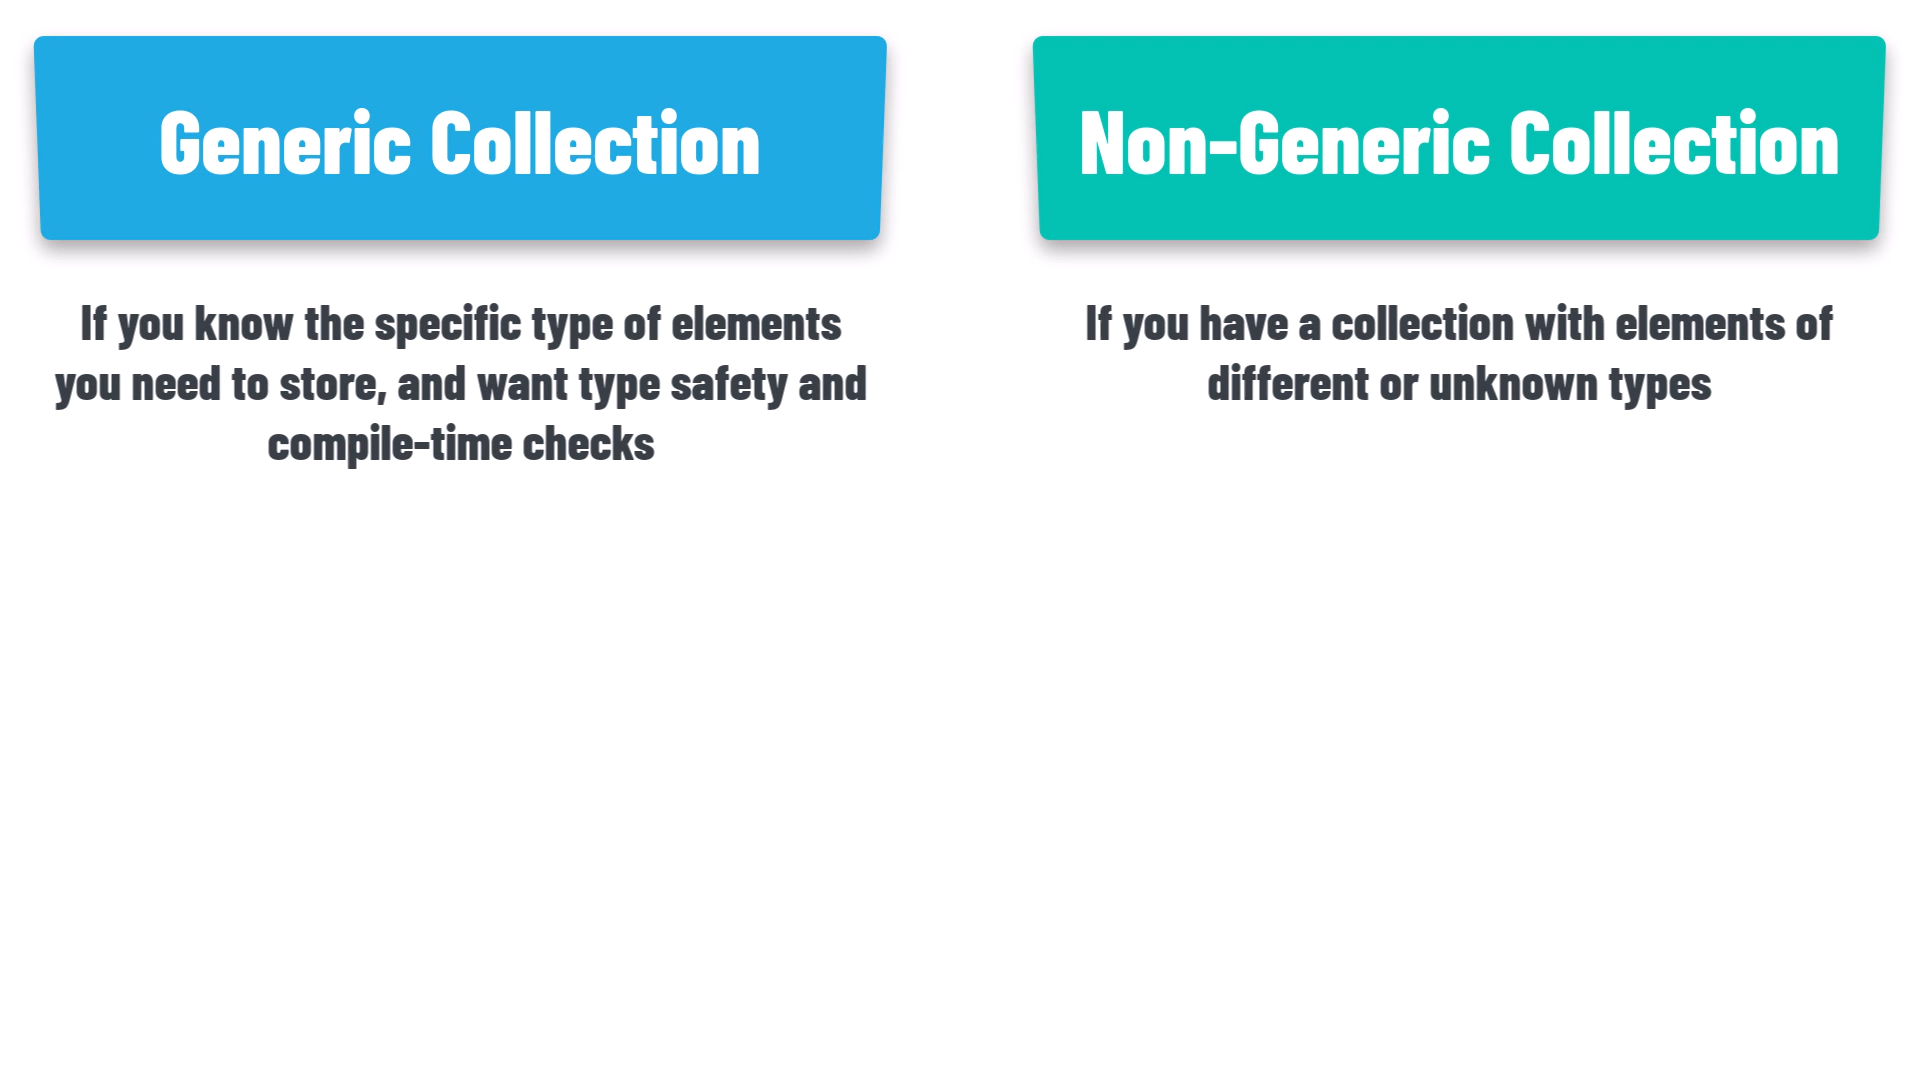 Generic Collection
If you know the specific type of elements
you need to store, and want type safety and
compile-time checks
Non-Generic Collection
If you have a collection with elements of
different or unknown types